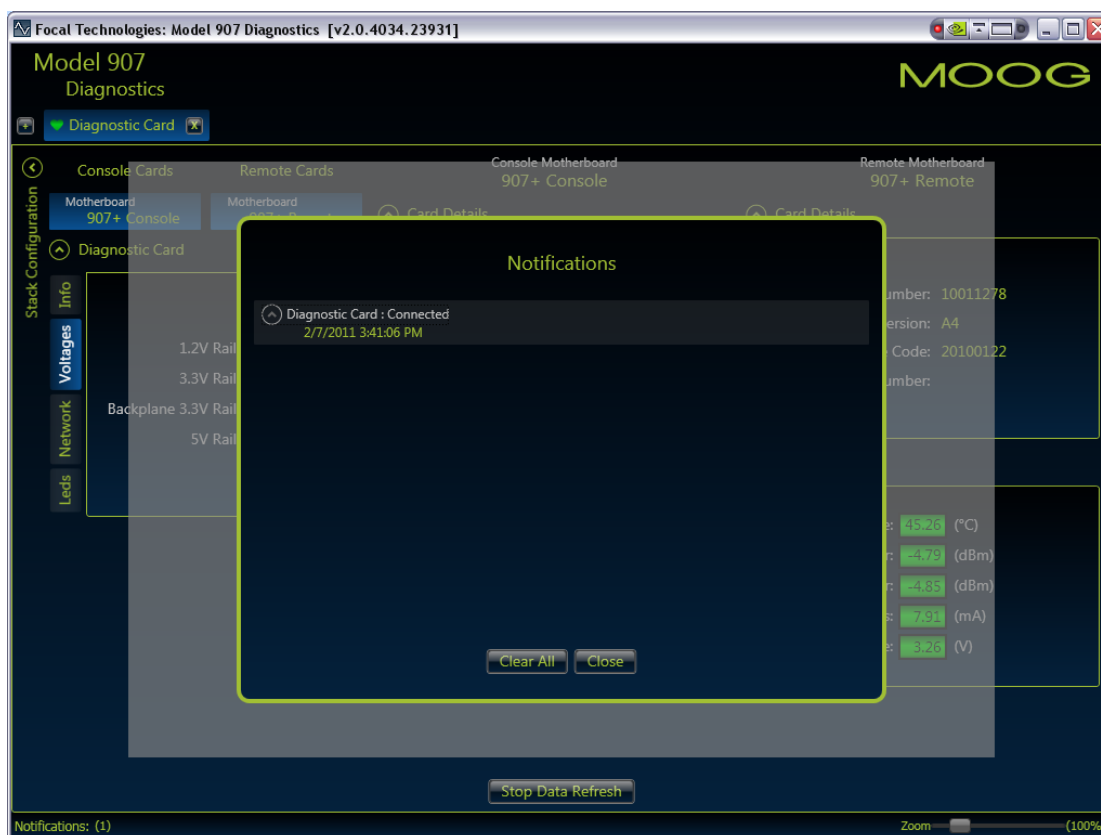 Focal Technologies: Model 907 Diagnostics [v2.0.4034.23931]
Model 907
Diagnostics
MOOG
Diagnostic Card
Stack Configuration
Console Cards
Remote Cards
Console Motherboard
907+ Console
Remote Motherboard
907+ Remote
Motherboard
907+ Console
Motherboard
907+ Remote
Card Details
Card Details
Diagnostic Card
Info
Voltages
Network
Leds
1.2V Rail
3.3V Rail
Backplane 3.3V Rail
5V Rail
Notifications
Diagnostic Card : Connected
2/7/2011 3:41:06 PM
Clear All
Close
umber: 10011278
ersion: A4
Code: 20100122
umber:
45.26 (°C)
-4.79 (dBm)
-4.85 (dBm)
7.91 (mA)
3.26 (V)
Stop Data Refresh
Notifications: (1)
Zoom
(100%